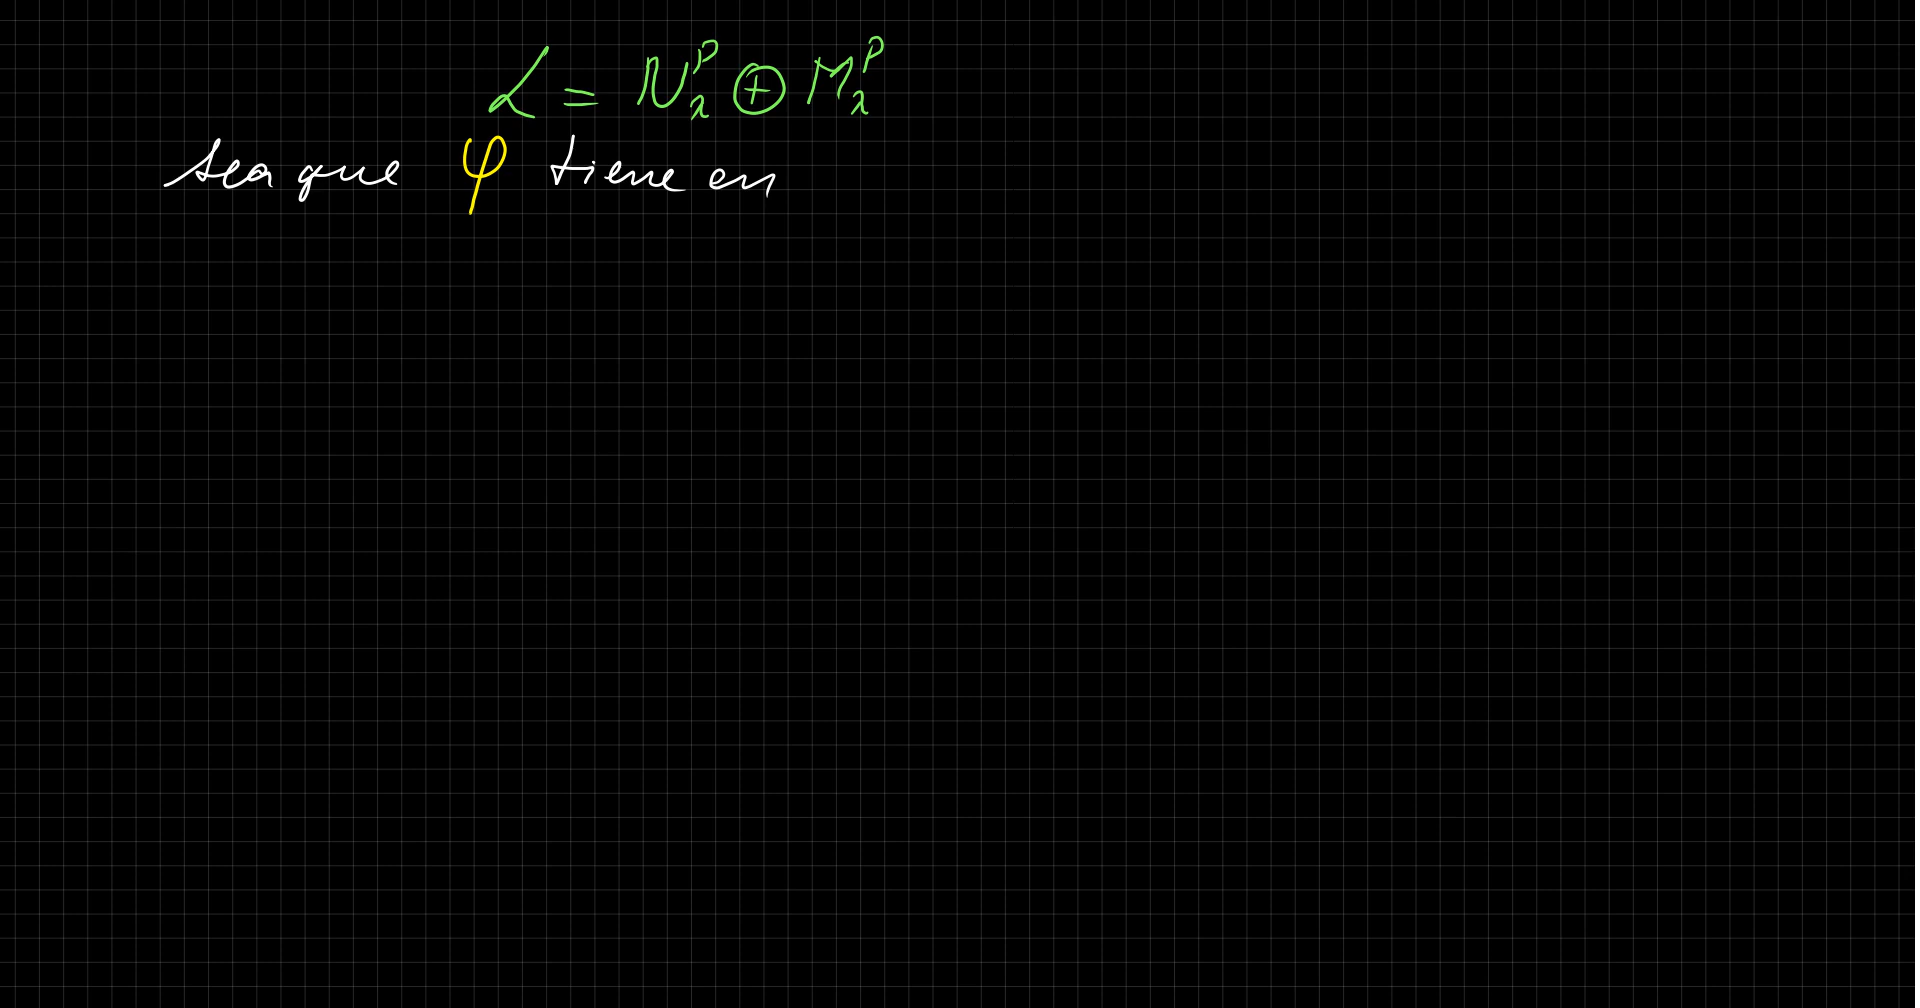 L = N_λ^P ⊕ M_λ^P
sea que φ tiene en